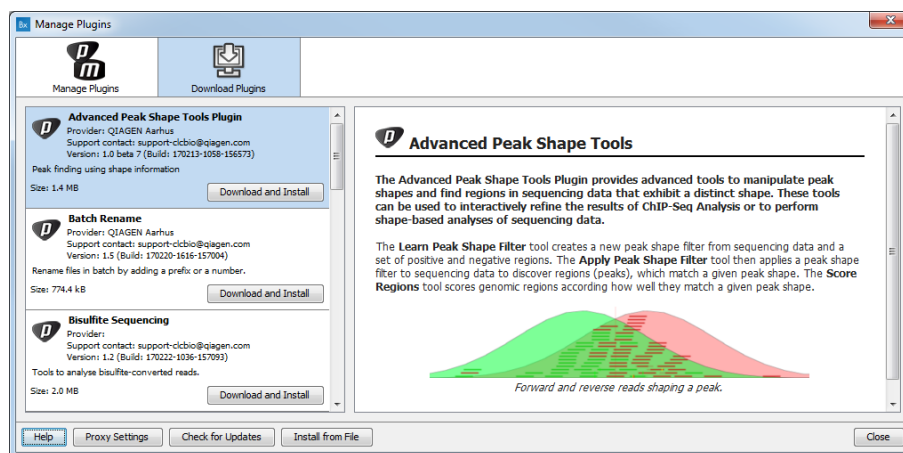 8x Manage Plugins
x
Manage Plugins
Download Plugins
Advanced Peak Shape Tools Plugin
Provider: QIAGEN Aarhus
Support contact: support-clcbio@qiagen.com
Version: 1.0 beta 7 (Build: 170213-1058-156573)
Peak finding using shape information
Size: 1.4 MB
Download and Install
Batch Rename
Provider: QIAGEN Aarhus
Support contact: support-clcbio@qiagen.com
Version: 1.5 (Build: 170220-1616-157004)
Rename files in batch by adding a prefix or a number.
Size: 774.4 kB
Download and Install
Bisulfite Sequencing
Provider:
Support contact: support-clcbio@qiagen.com
Version: 1.2 (Build: 170222-1036-157093)
Tools to analyse bisulfite-converted reads.
Size: 2.0 MB
Download and Install
Advanced Peak Shape Tools
The Advanced Peak Shape Tools Plugin provides advanced tools to manipulate peak
shapes and find regions in sequencing data that exhibit a distinct shape. These tools
can be used to interactively refine the results of ChIP-Seq Analysis or to perform
shape-based analyses of sequencing data.
The Learn Peak Shape Filter tool creates a new peak shape filter from sequencing data and a
set of positive and negative regions. The Apply Peak Shape Filter tool then applies a peak shape
filter to sequencing data to discover regions (peaks), which match a given peak shape. The Score
Regions tool scores genomic regions according how well they match a given peak shape.
Forward and reverse reads shaping a peak.
Help
Proxy Settings
Check for Updates
Install from File
Close